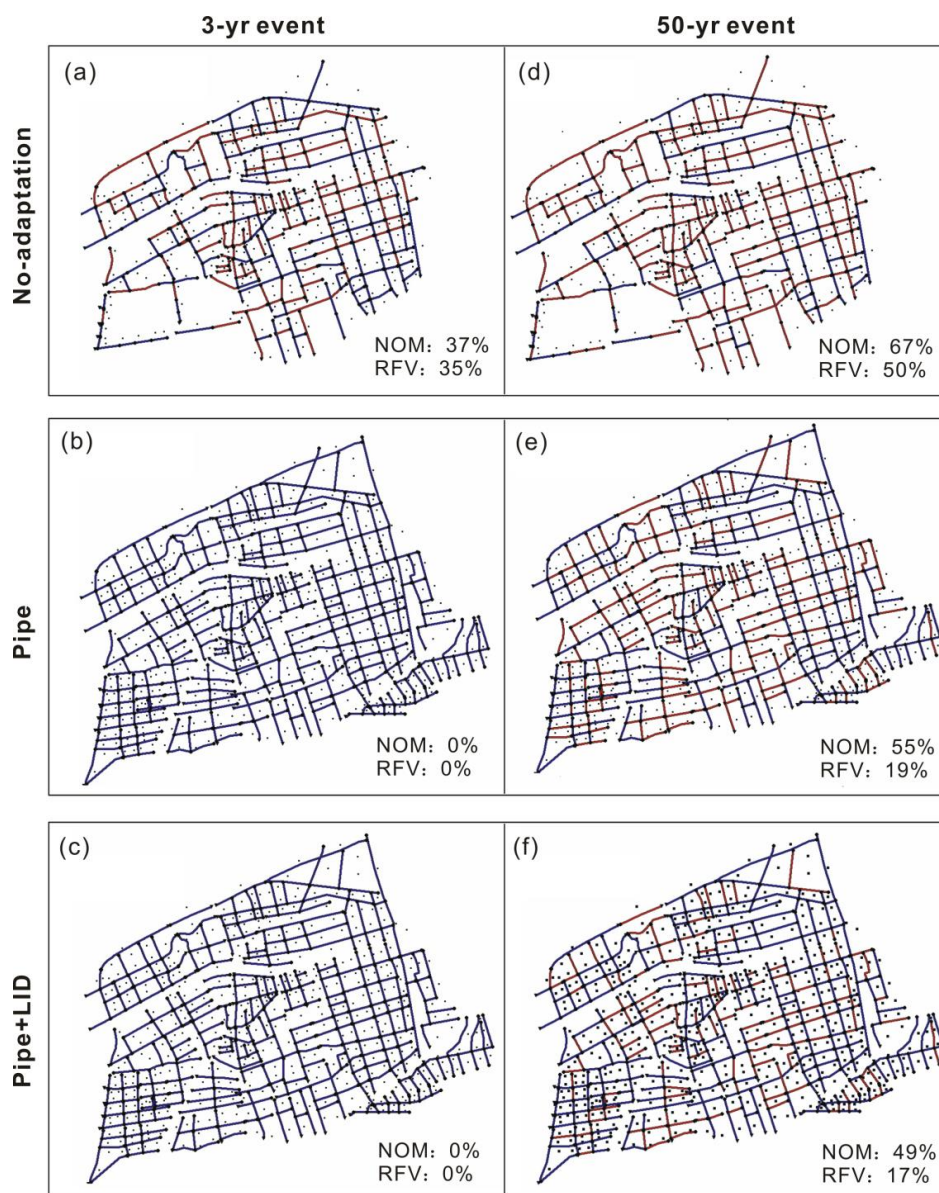 3-yr event
50-yr event
No-adaptation
(a)
NOM：37%
RFV：35%
(d)
NOM：67%
RFV：50%
Pipe
(b)
NOM：0%
RFV：0%
(e)
NOM：55%
RFV：19%
Pipe+LID
(c)
NOM：0%
RFV：0%
(f)
NOM：49%
RFV：17%